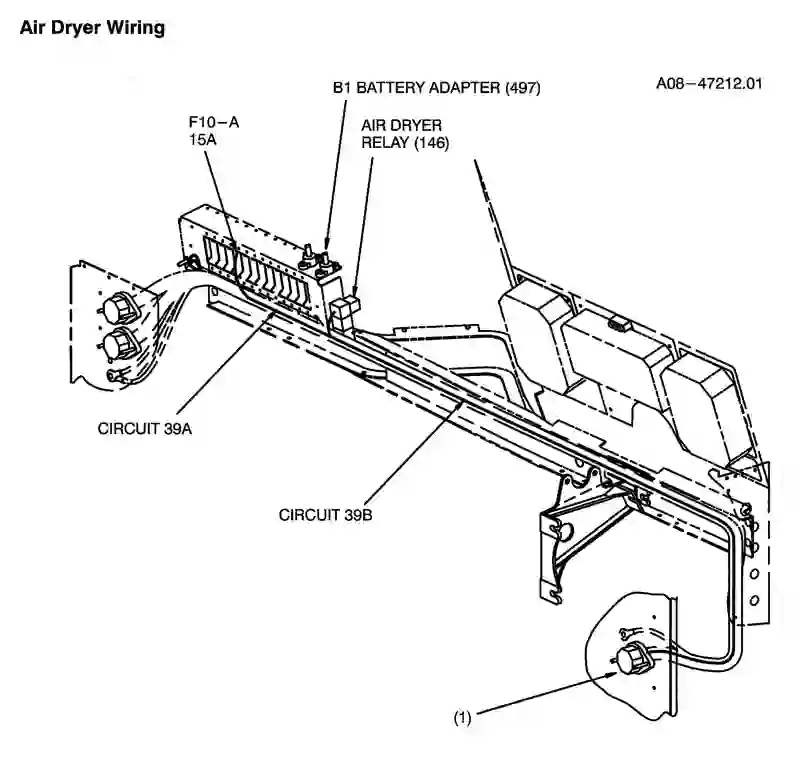 Air Dryer Wiring
B1 BATTERY ADAPTER (497)
A08-47212.01
F10-A
15A
AIR DRYER
RELAY (146)
CIRCUIT 39A
CIRCUIT 39B
(1)